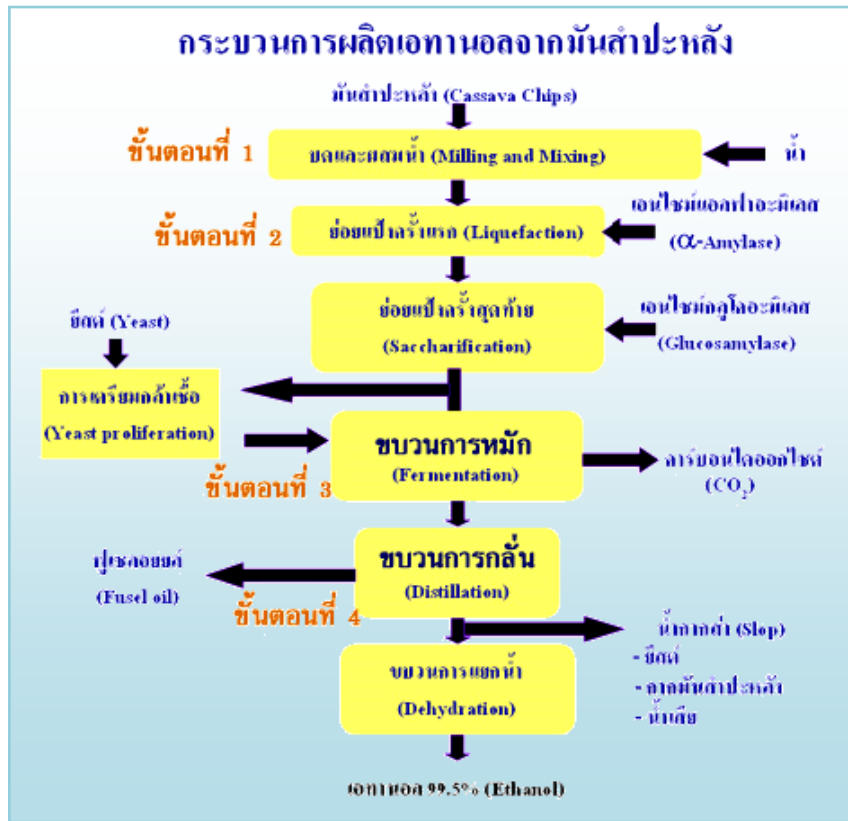 กระบวนการผลิตเอทานอลจากมันสำปะหลัง
มันสำปะหลัง (Cassava Chips)
ขั้นตอนที่ 1
บดและผสมน้ำ (Milling and Mixing)
น้ำ
ขั้นตอนที่ 2
ย่อยแป้งครั้งแรก (Liquefaction)
เอนไซม์แอลฟาอะมิเลส
(α-Amylase)
ย่อยแป้งครั้งสุดท้าย
(Saccharification)
เอนไซม์กลูโคอะมิเลส
(Glucosamylase)
ยีสต์ (Yeast)
การเตรียมกล้าเชื้อ
(Yeast proliferation)
ขบวนการหมัก
(Fermentation)
ขั้นตอนที่ 3
คาร์บอนไดออกไซด์
(CO₂)
ขบวนการกลั่น
(Distillation)
ฟูเซลออยล์
(Fusel oil)
ขั้นตอนที่ 4
น้ำกากส่า (Slop)
- ยีสต์
- กากมันสำปะหลัง
- น้ำเสีย
ขบวนการแยกน้ำ
(Dehydration)
เอทานอล 99.5% (Ethanol)